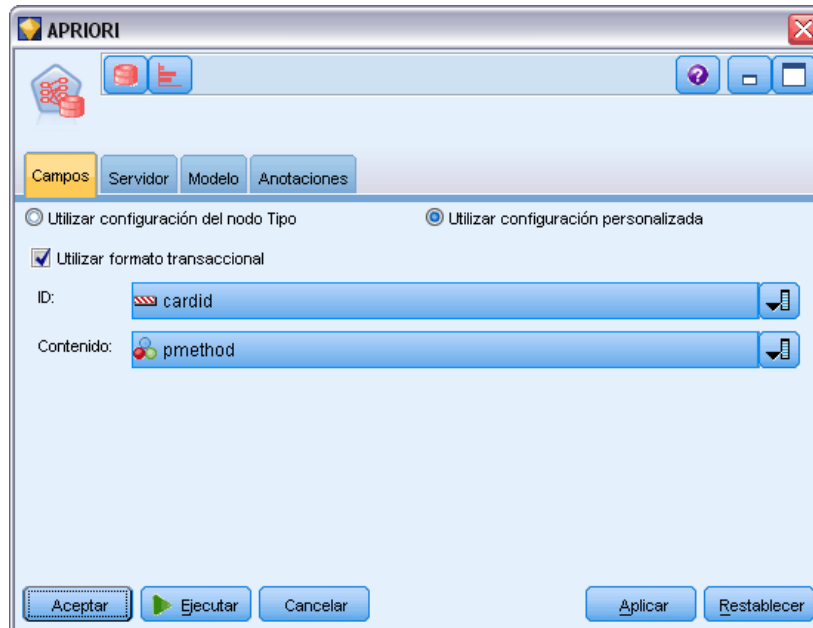 APRIORI
Campos Servidor Modelo Anotaciones
Utilizar configuración del nodo Tipo Utilizar configuración personalizada
Utilizar formato transaccional
ID: cardid
Contenido: pmethod
Aceptar Ejecutar Cancelar Aplicar Restablecer